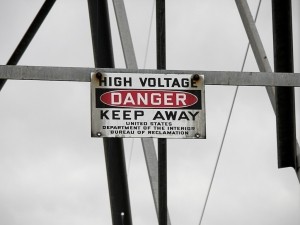 HIGH VOLTAGE
DANGER
KEEP AWAY
UNITED STATES
DEPARTMENT OF THE INTERIOR
BUREAU OF RECLAMATION